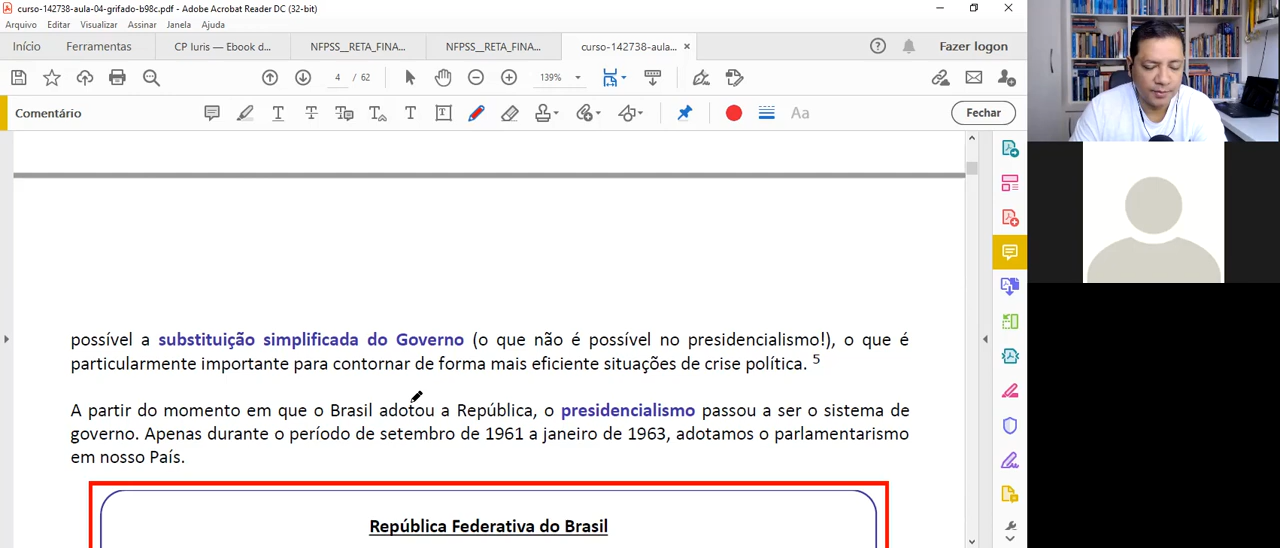 curso-142738-aula-04-grifado-b98c.pdf - Adobe Acrobat Reader DC (32-bit)
Arquivo Editar Visualizar Assinar Janela Ajuda
Início Ferramentas CP Iuris — Ebook d... NFPSS_RETA_FINA... NFPSS_RETA_FINA... curso-142738-aula... × Fazer logon
4 / 62 139%
Comentário Aa Fechar
possível a substituição simplificada do Governo (o que não é possível no presidencialismo!), o que é
particularmente importante para contornar de forma mais eficiente situações de crise política. 5
A partir do momento em que o Brasil adotou a República, o presidencialismo passou a ser o sistema de
governo. Apenas durante o período de setembro de 1961 a janeiro de 1963, adotamos o parlamentarismo
em nosso País.
República Federativa do Brasil